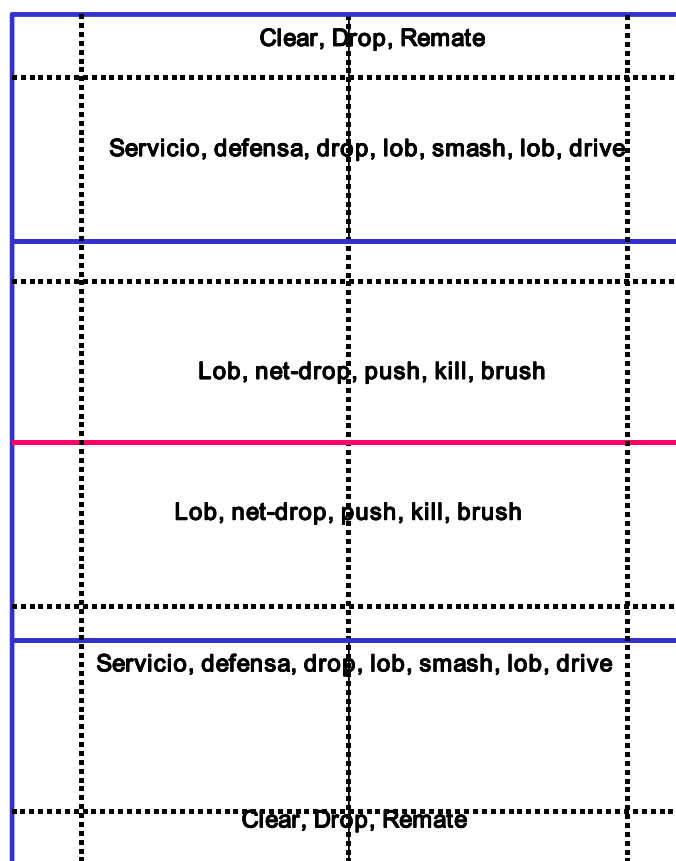 Clear, Drop, Remate
Servicio, defensa, drop, lob, smash, lob, drive
Lob, net-drop, push, kill, brush
Lob, net-drop, push, kill, brush
Servicio, defensa, drop, lob, smash, lob, drive
Clear, Drop, Remate